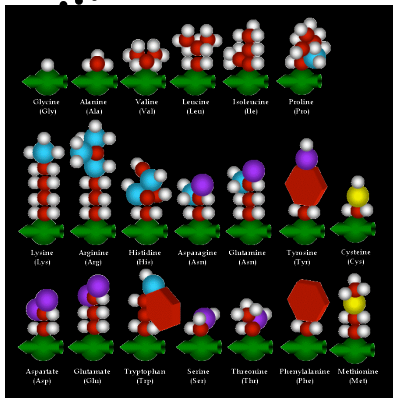 Glycine Alanine Valine Leucine Isoleucine Proline
(Gly) (Ala) (Val) (Leu) (Ile) (Pro)
Lysine Arginine Histidine Asparagine Glutamine Tyrosine Cysteine
(Lys) (Arg) (His) (Asn) (Asn) (Tyr) (Cys)
Aspartate Glutamate Tryptophan Serine Threonine Phenylalanine Methionine
(Asp) (Glu) (Trp) (Ser) (Thr) (Phe) (Met)